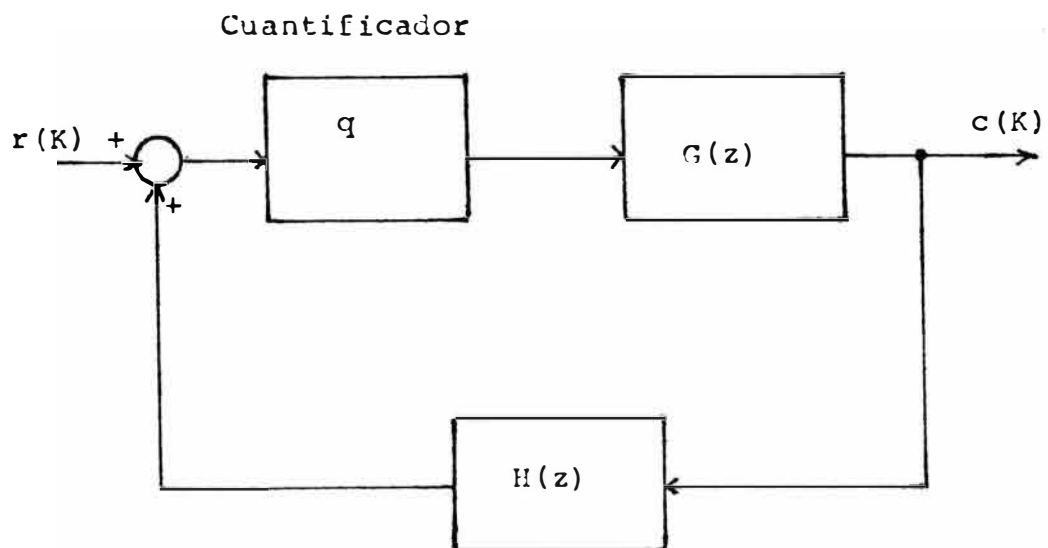 Cuantificador
r(K) +
q
G(z)
c(K)
+
H(z)